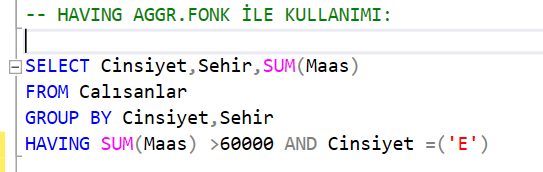 -- HAVING AGGR.FONK İLE KULLANIMI:
SELECT Cinsiyet,Sehir,SUM(Maas)
FROM Calısanlar
GROUP BY Cinsiyet,Sehir
HAVING SUM(Maas) >60000 AND Cinsiyet =('E')